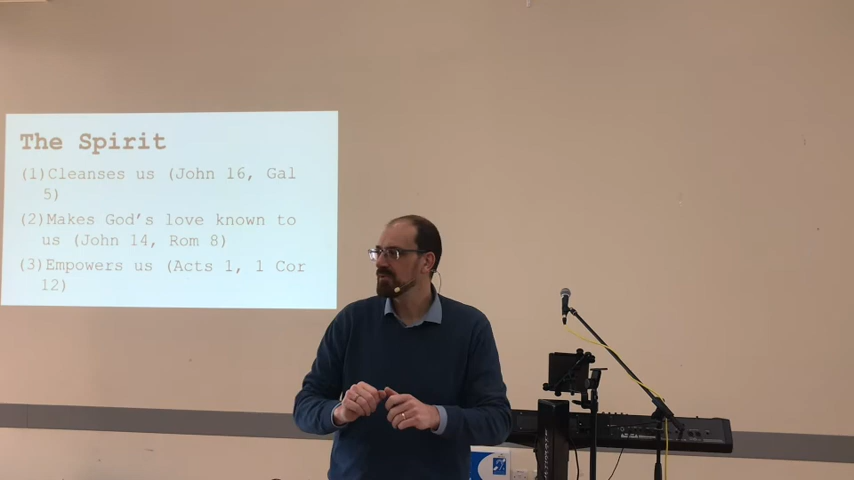 The Spirit
(1)Cleanses us (John 16, Gal
5)
(2)Makes God's love known to
us (John 14, Rom 8)
(3)Empowers us (Acts 1, 1 Cor
12)